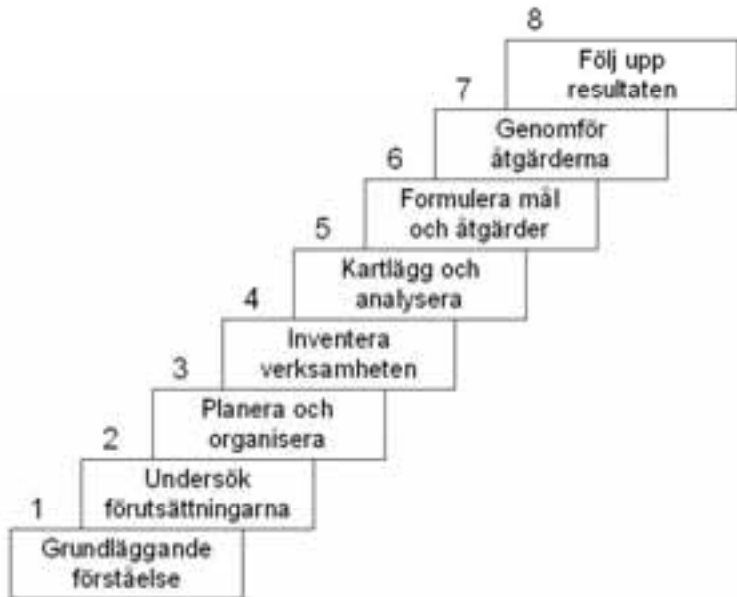 8
Följ upp
resultaten
7
Genomför
åtgärderna
6
Formulera mål
och åtgärder
5
Kartlägg och
analysera
4
Inventera
verksamheten
3
Planera och
organisera
2
Undersök
förutsättningarna
1
Grundläggande
förståelse